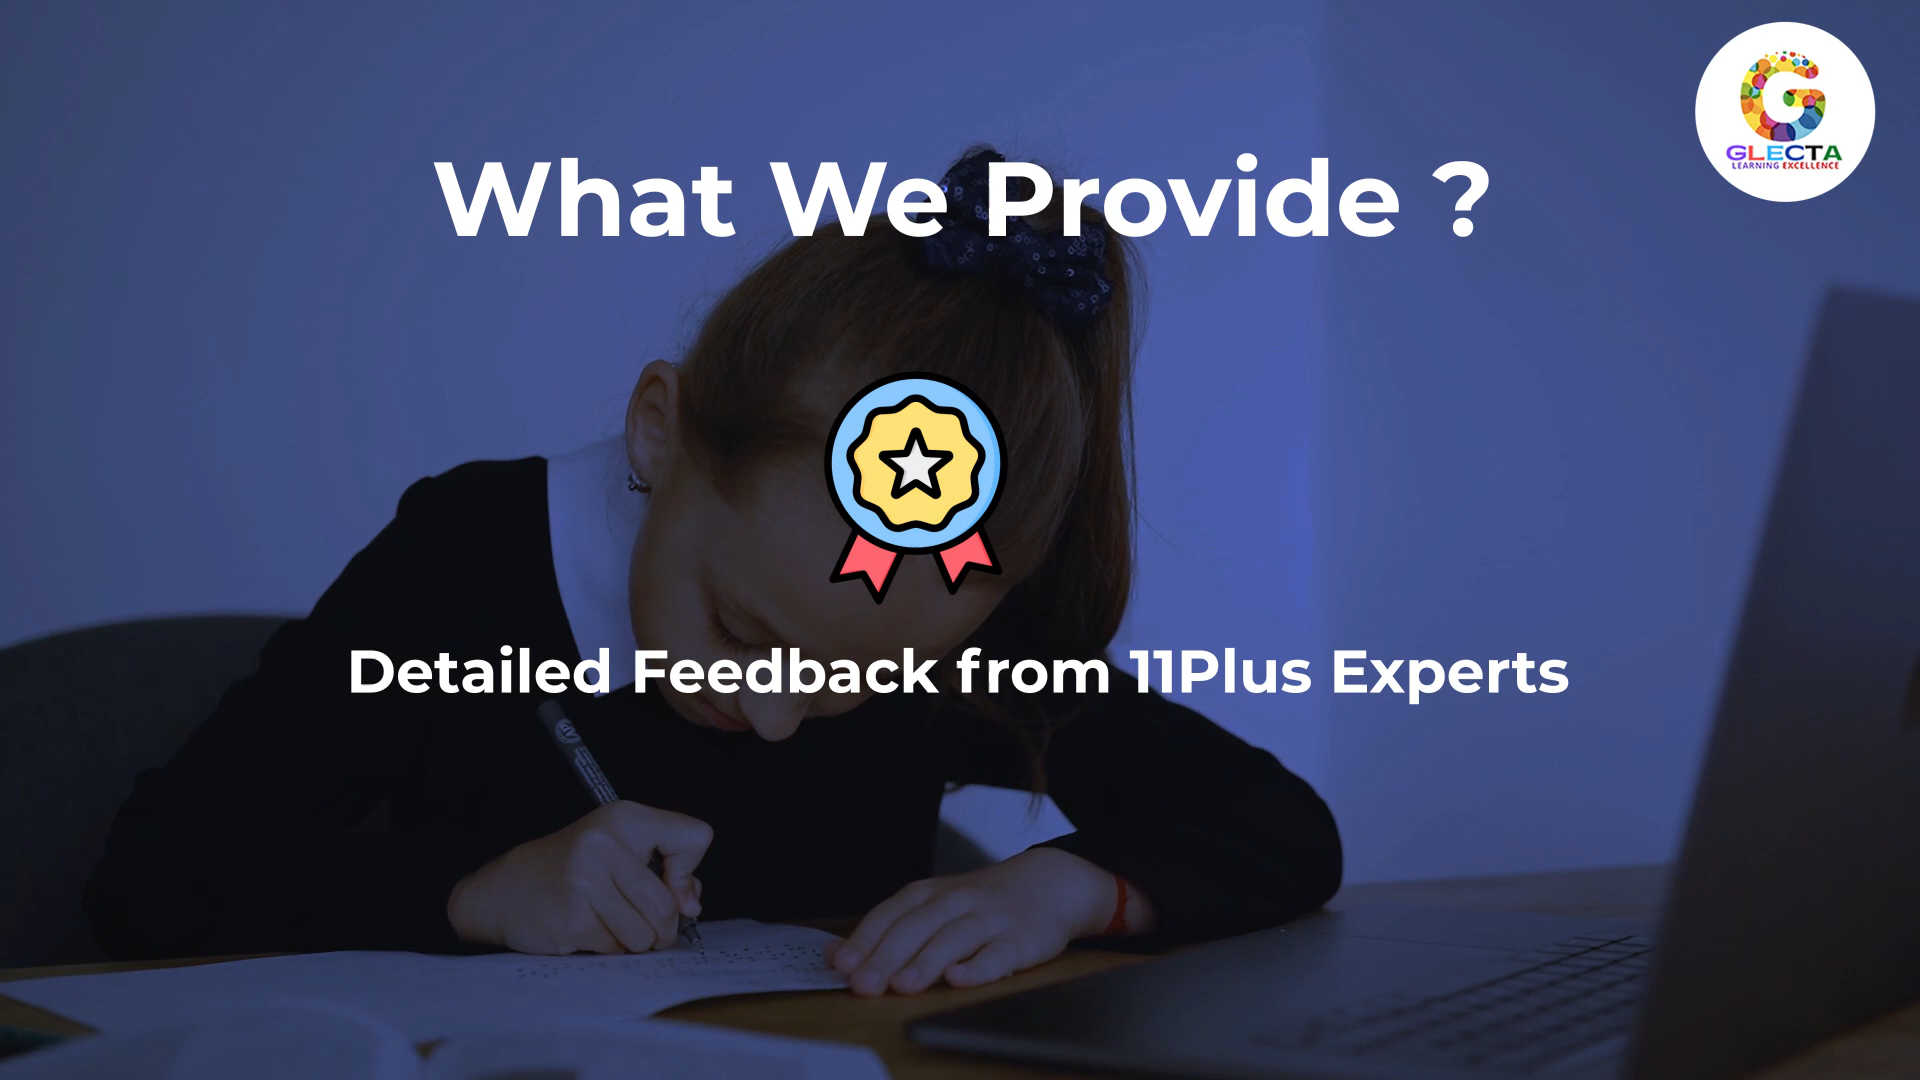 GLECTA
LEARNING EXCELLENCE
What We Provide ?
Detailed Feedback from 11Plus Experts